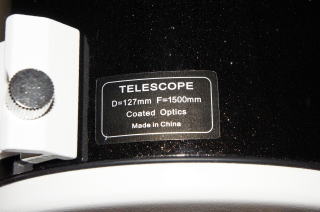 TELESCOPE
D=127mm F=1500mm
Coated Optics
Made in China